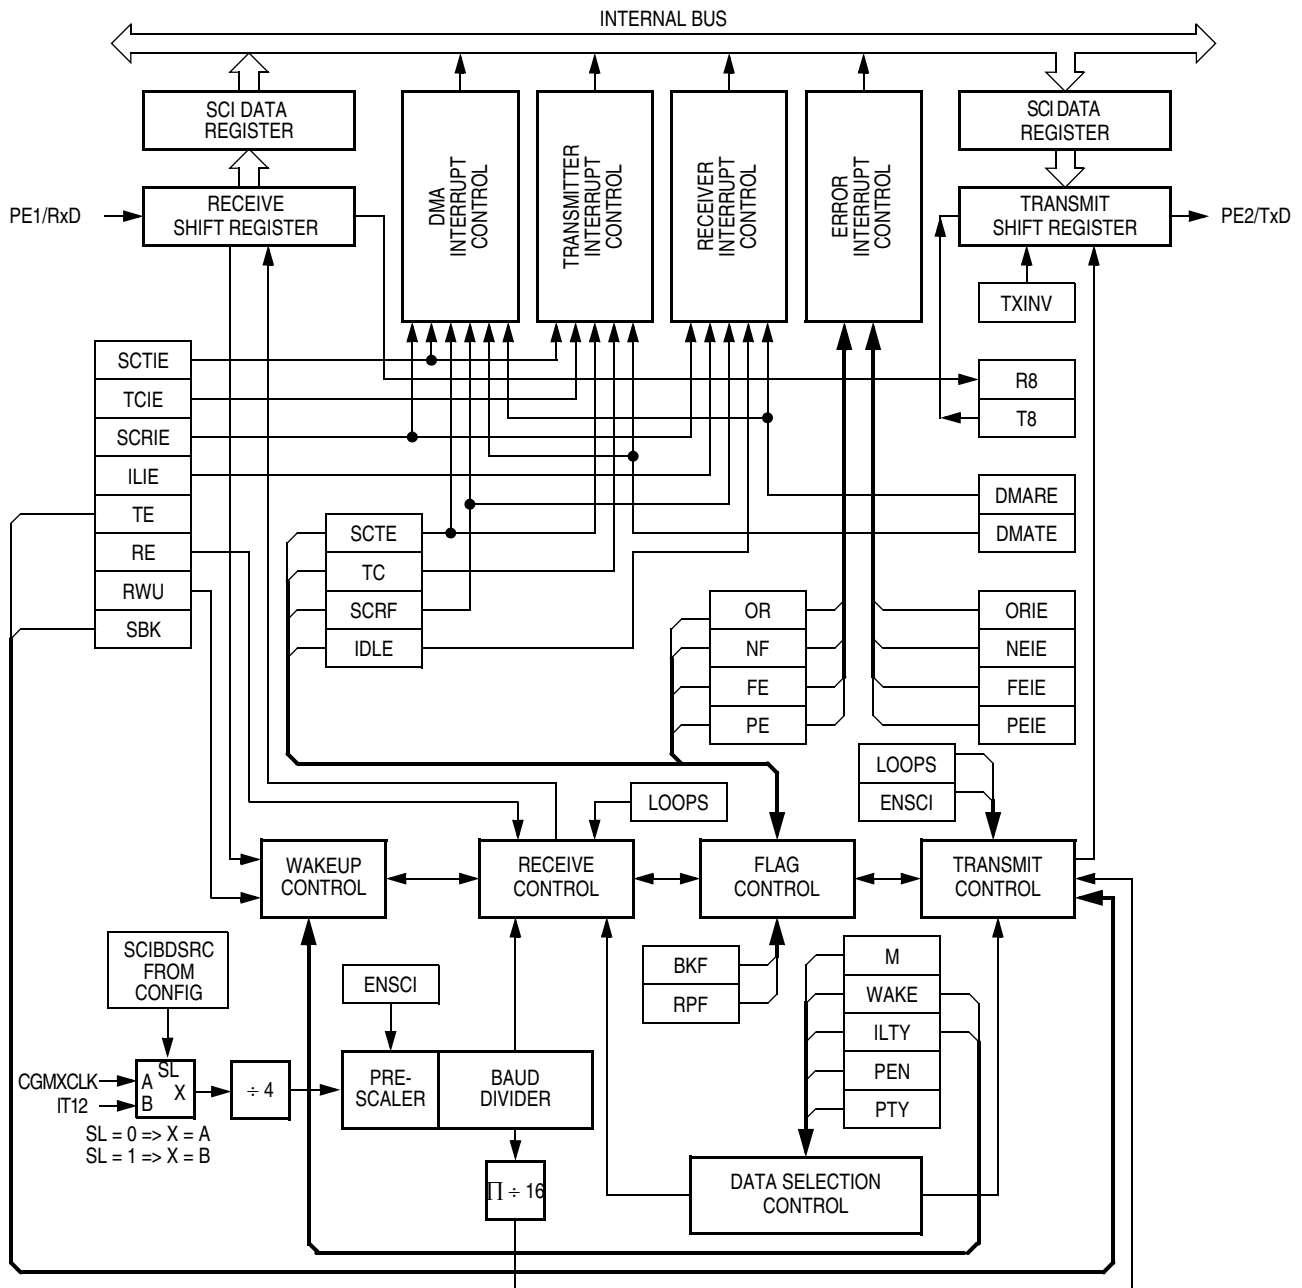 INTERNAL BUS
SCI DATA
REGISTER
DMA
INTERRUPT
CONTROL
TRANSMITTER
INTERRUPT
CONTROL
RECEIVER
INTERRUPT
CONTROL
ERROR
INTERRUPT
CONTROL
SCI DATA
REGISTER
PE1/RxD
RECEIVE
SHIFT REGISTER
TRANSMIT
SHIFT REGISTER
PE2/TxD
TXINV
SCTIE
TCIE
SCRIE
ILIE
TE
RE
RWU
SBK
R8
T8
DMARE
DMATE
SCTE
TC
SCRF
IDLE
OR
NF
FE
PE
ORIE
NEIE
FEIE
PEIE
LOOPS
ENSCI
LOOPS
WAKEUP
CONTROL
RECEIVE
CONTROL
FLAG
CONTROL
TRANSMIT
CONTROL
SCIBDSRC
FROM
CONFIG
ENSCI
BKF
RPF
M
WAKE
ILTY
PEN
PTY
CGMXCLK
IT12
SL
A
X
B
÷ 4
PRE-
SCALER
BAUD
DIVIDER
SL = 0 => X = A
SL = 1 => X = B
∏ ÷ 16
DATA SELECTION
CONTROL